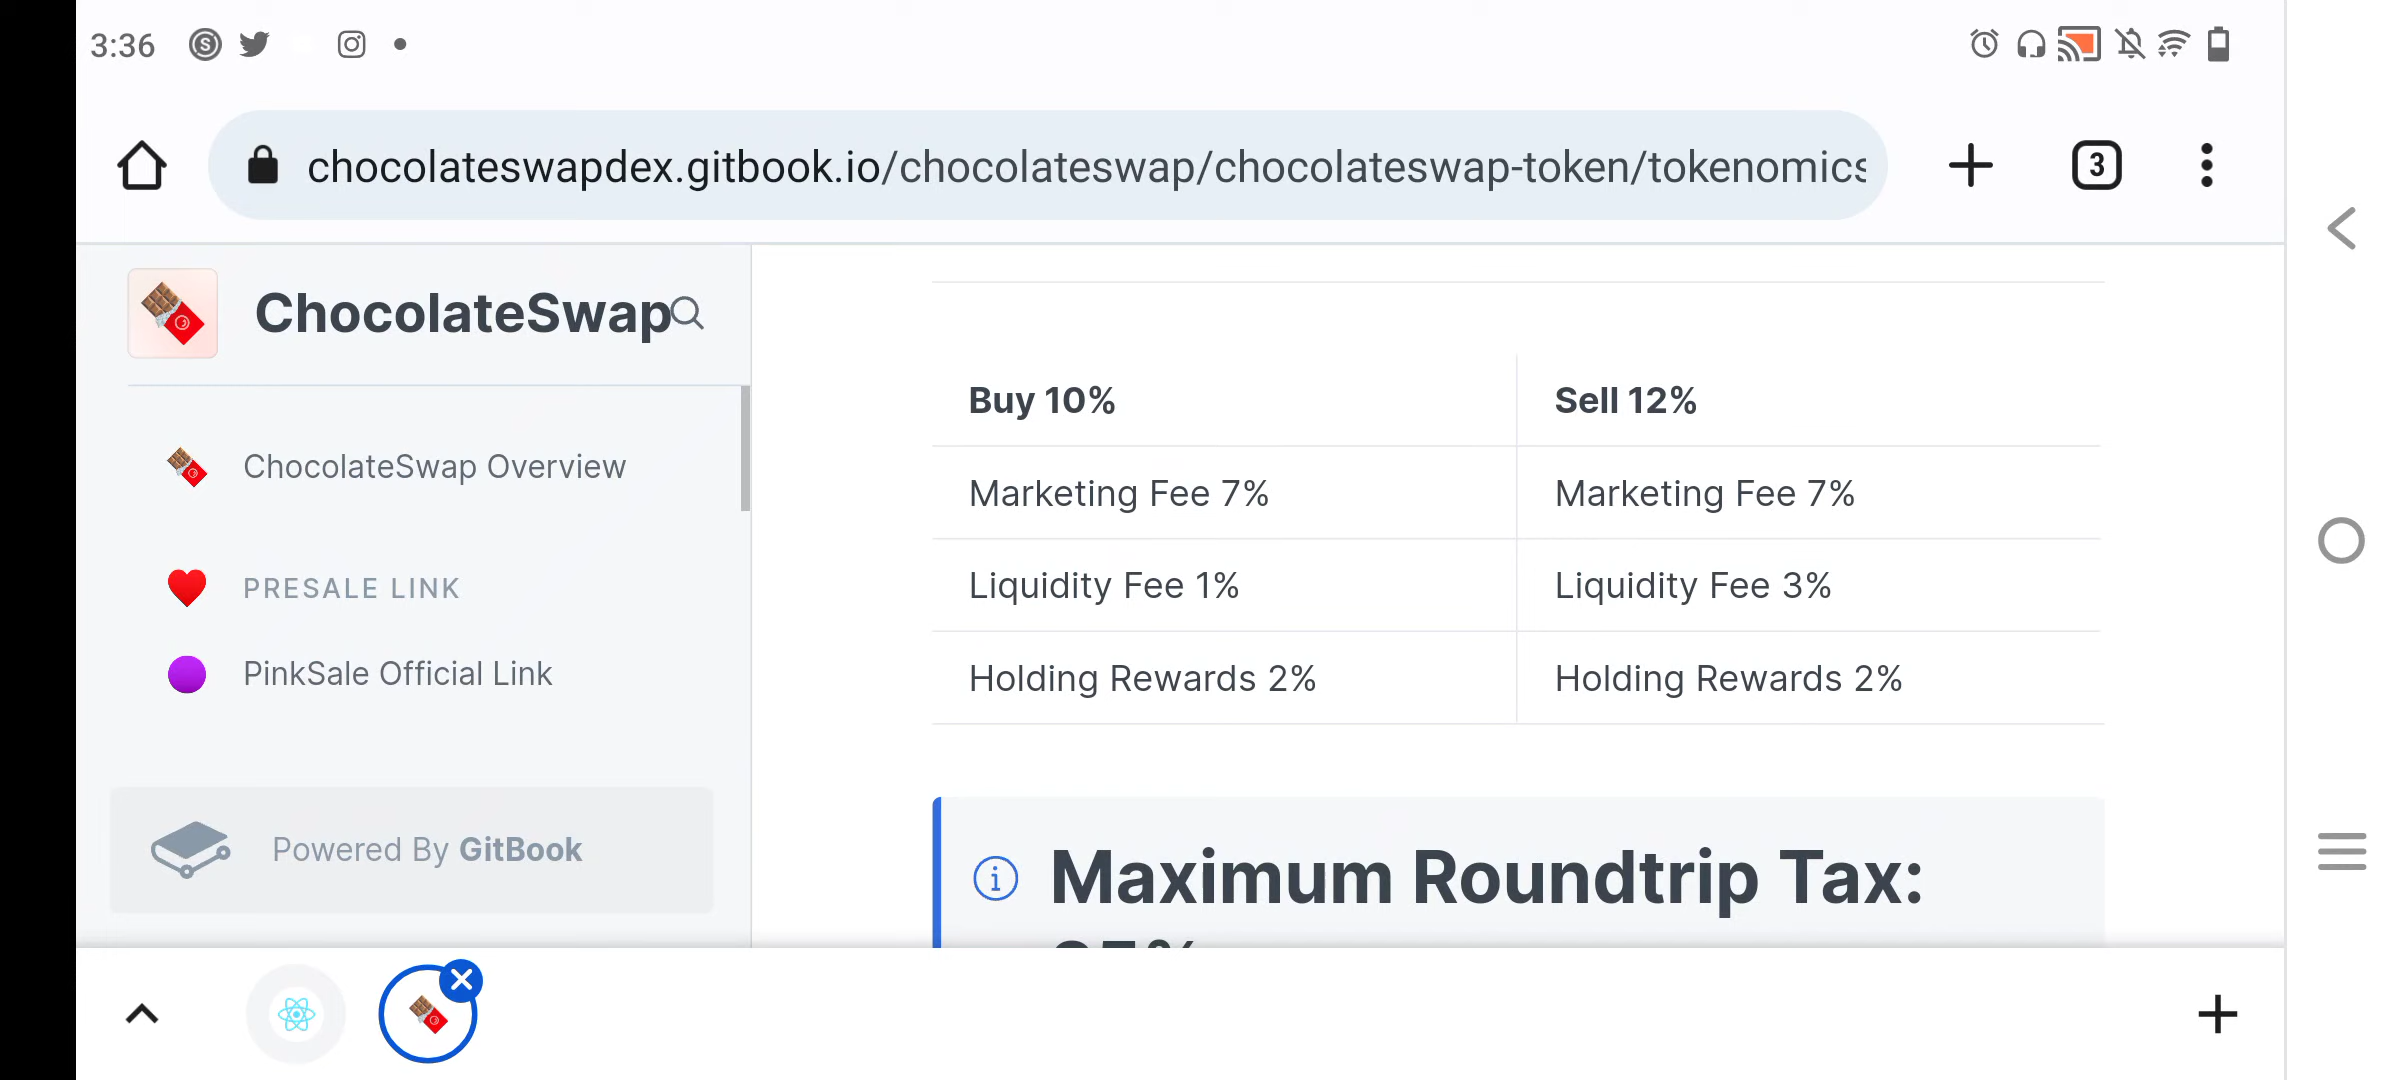 3:36
chocolateswapdex.gitbook.io/chocolateswap/chocolateswap-token/tokenomics
3
ChocolateSwap
ChocolateSwap Overview
PRESALE LINK
PinkSale Official Link
Powered By GitBook
Buy 10% Sell 12%
Marketing Fee 7% Marketing Fee 7%
Liquidity Fee 1% Liquidity Fee 3%
Holding Rewards 2% Holding Rewards 2%
Maximum Roundtrip Tax: